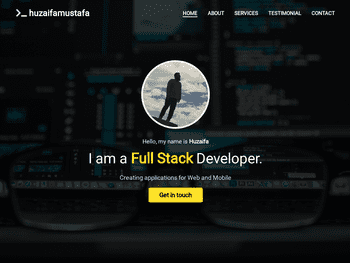 >_ huzaifamustafa
HOME ABOUT SERVICES TESTIMONIAL CONTACT
Hello, my name is Huzaifa
I am a Full Stack Developer.
Creating applications for Web and Mobile
Get in touch